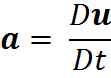 a = Du/Dt